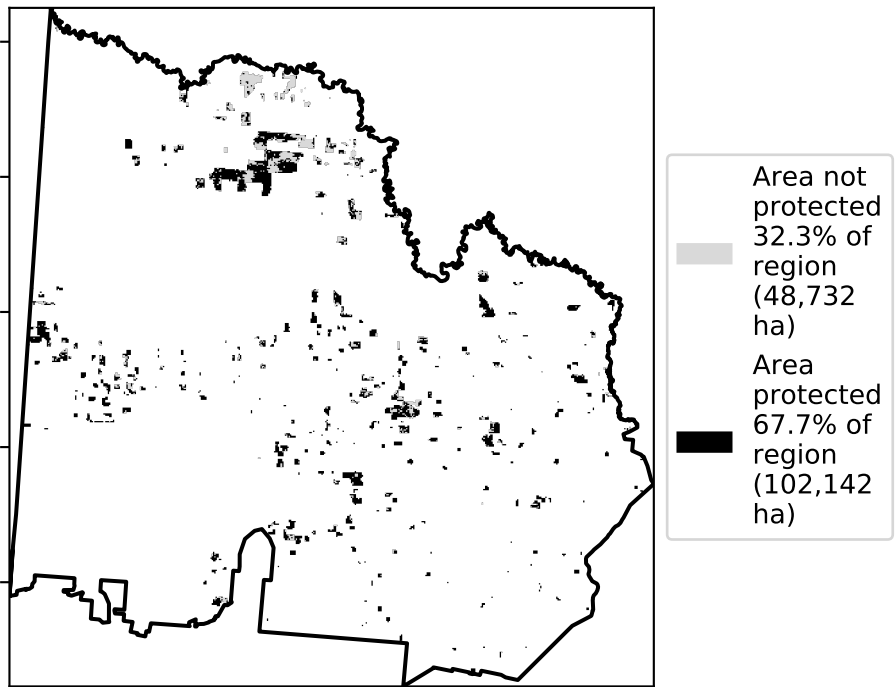 Area not
protected
32.3% of
region
(48,732
ha)
Area
protected
67.7% of
region
(102,142
ha)